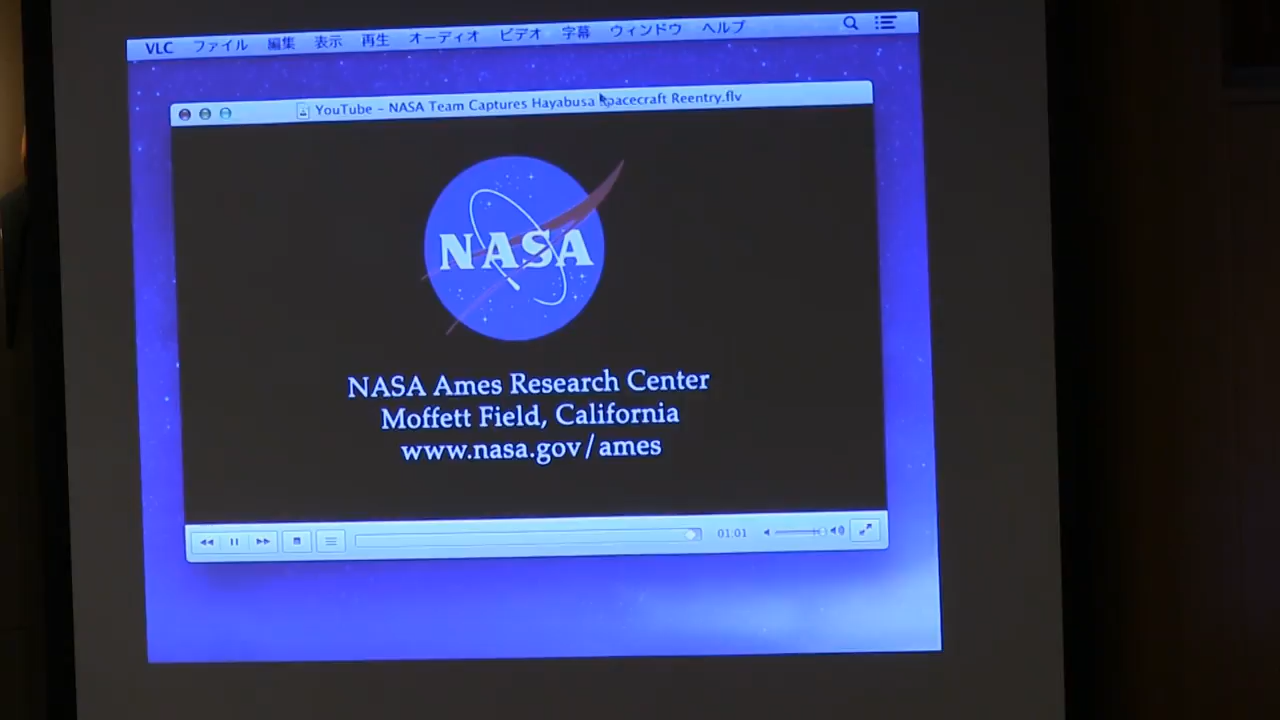 VLC ファイル 編集 表示 再生 オーディオ ビデオ 字幕 ウィンドウ ヘルプ
YouTube - NASA Team Captures Hayabusa Spacecraft Reentry.flv
NASA
NASA Ames Research Center
Moffett Field, California
www.nasa.gov/ames
01:01